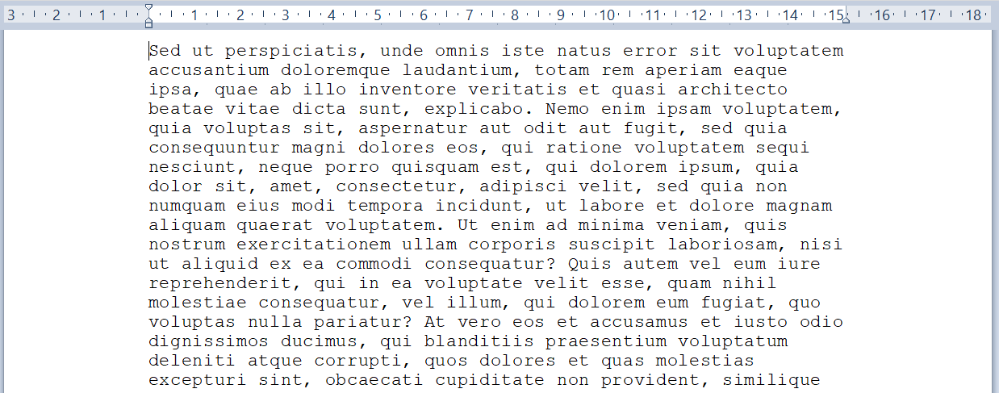 3 2 1 1 2 3 4 5 6 7 8 9 10 11 12 13 14 15 16 17 18
Sed ut perspiciatis, unde omnis iste natus error sit voluptatem
accusantium doloremque laudantium, totam rem aperiam eaque
ipsa, quae ab illo inventore veritatis et quasi architecto
beatae vitae dicta sunt, explicabo. Nemo enim ipsam voluptatem,
quia voluptas sit, aspernatur aut odit aut fugit, sed quia
consequuntur magni dolores eos, qui ratione voluptatem sequi
nesciunt, neque porro quisquam est, qui dolorem ipsum, quia
dolor sit, amet, consectetur, adipisci velit, sed quia non
numquam eius modi tempora incidunt, ut labore et dolore magnam
aliquam quaerat voluptatem. Ut enim ad minima veniam, quis
nostrum exercitationem ullam corporis suscipit laboriosam, nisi
ut aliquid ex ea commodi consequatur? Quis autem vel eum iure
reprehenderit, qui in ea voluptate velit esse, quam nihil
molestiae consequatur, vel illum, qui dolorem eum fugiat, quo
voluptas nulla pariatur? At vero eos et accusamus et iusto odio
dignissimos ducimus, qui blanditiis praesentium voluptatum
deleniti atque corrupti, quos dolores et quas molestias
excepturi sint, obcaecati cupiditate non provident, similique